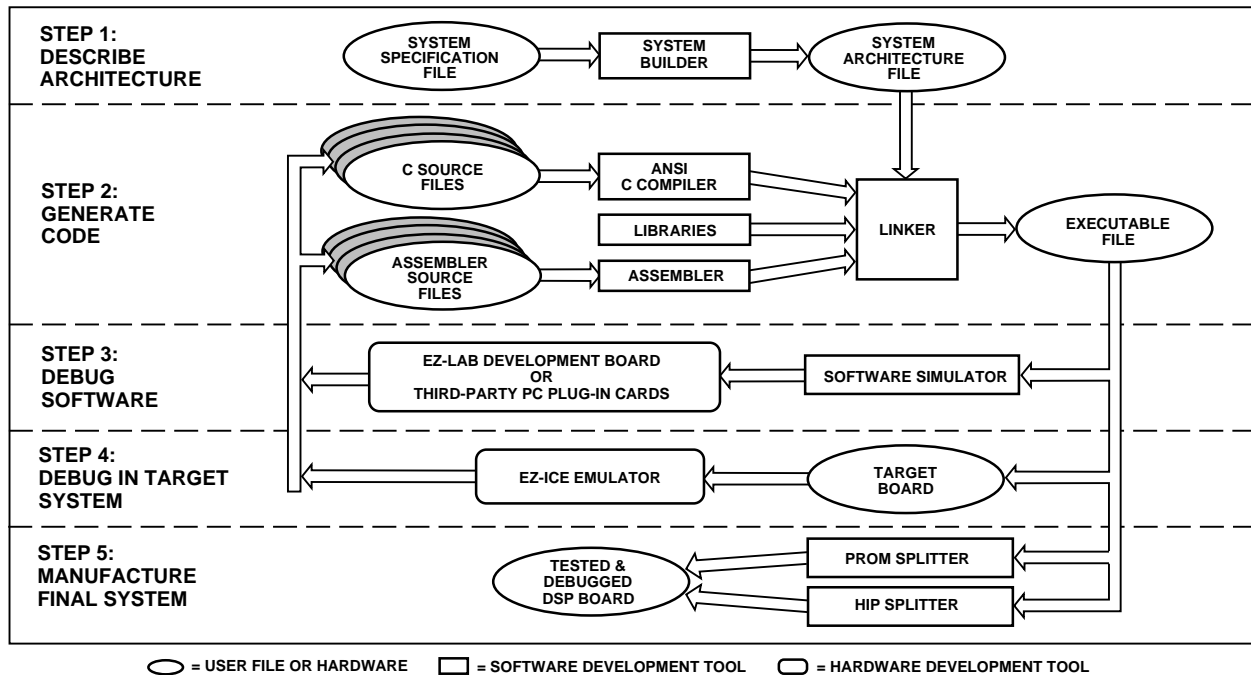 STEP 1:
DESCRIBE
ARCHITECTURE
SYSTEM
SPECIFICATION
FILE
SYSTEM
BUILDER
SYSTEM
ARCHITECTURE
FILE
STEP 2:
GENERATE
CODE
C SOURCE
FILES
ANSI
C COMPILER
LIBRARIES
ASSEMBLER
SOURCE
FILES
ASSEMBLER
LINKER
EXECUTABLE
FILE
STEP 3:
DEBUG
SOFTWARE
EZ-LAB DEVELOPMENT BOARD
OR
THIRD-PARTY PC PLUG-IN CARDS
SOFTWARE SIMULATOR
STEP 4:
DEBUG IN TARGET
SYSTEM
EZ-ICE EMULATOR
TARGET
BOARD
STEP 5:
MANUFACTURE
FINAL SYSTEM
TESTED &
DEBUGGED
DSP BOARD
PROM SPLITTER
HIP SPLITTER
= USER FILE OR HARDWARE
= SOFTWARE DEVELOPMENT TOOL
= HARDWARE DEVELOPMENT TOOL